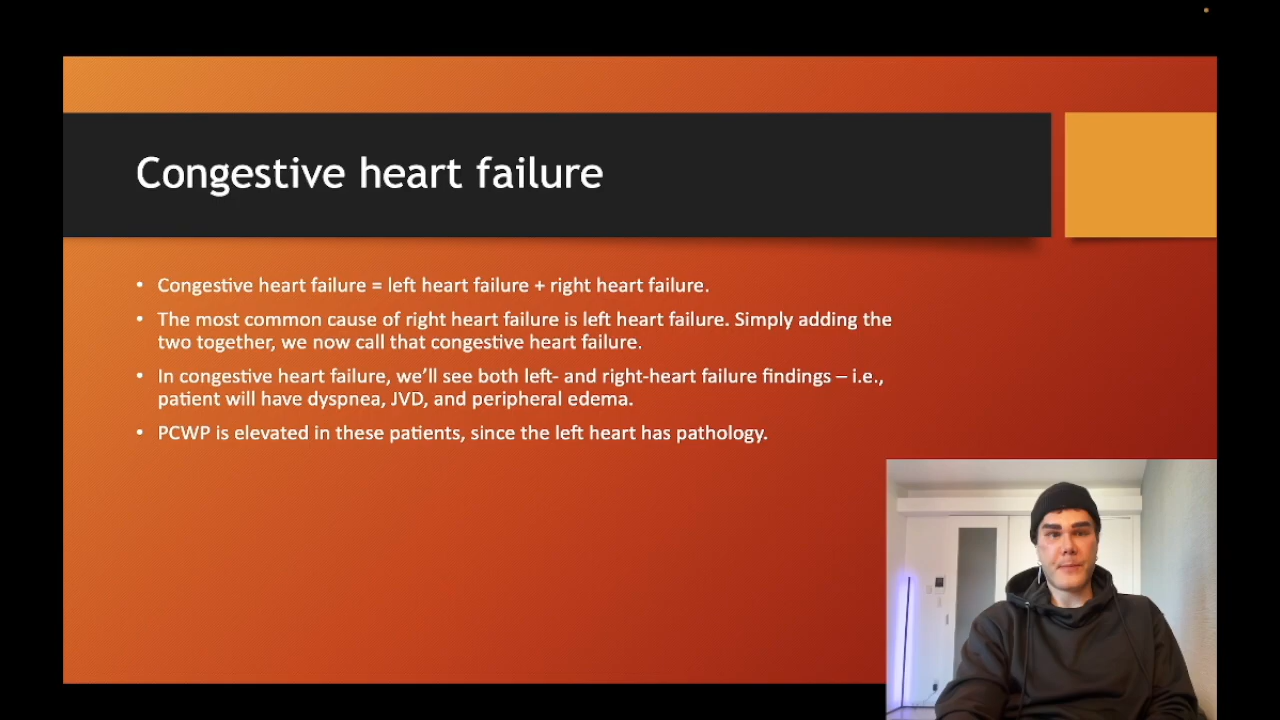 Congestive heart failure
• Congestive heart failure = left heart failure + right heart failure.
• The most common cause of right heart failure is left heart failure. Simply adding the
two together, we now call that congestive heart failure.
• In congestive heart failure, we’ll see both left- and right-heart failure findings – i.e.,
patient will have dyspnea, JVD, and peripheral edema.
• PCWP is elevated in these patients, since the left heart has pathology.